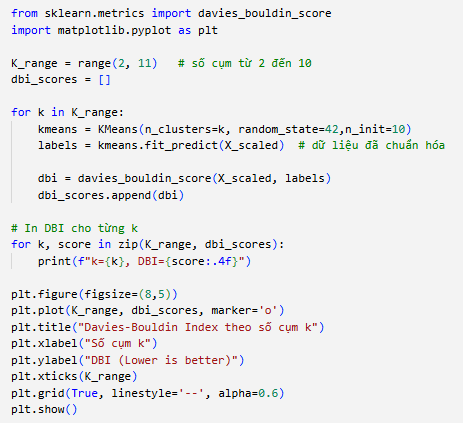 from sklearn.metrics import davies_bouldin_score
import matplotlib.pyplot as plt
K_range = range(2, 11)   # số cụm từ 2 đến 10
dbi_scores = []
for k in K_range:
    kmeans = KMeans(n_clusters=k, random_state=42,n_init=10)
    labels = kmeans.fit_predict(X_scaled)  # dữ liệu đã chuẩn hóa
    dbi = davies_bouldin_score(X_scaled, labels)
    dbi_scores.append(dbi)
# In DBI cho từng k
for k, score in zip(K_range, dbi_scores):
    print(f"k={k}, DBI={score:.4f}")
plt.figure(figsize=(8,5))
plt.plot(K_range, dbi_scores, marker='o')
plt.title("Davies-Bouldin Index theo số cụm k")
plt.xlabel("Số cụm k")
plt.ylabel("DBI (Lower is better)")
plt.xticks(K_range)
plt.grid(True, linestyle='--', alpha=0.6)
plt.show()